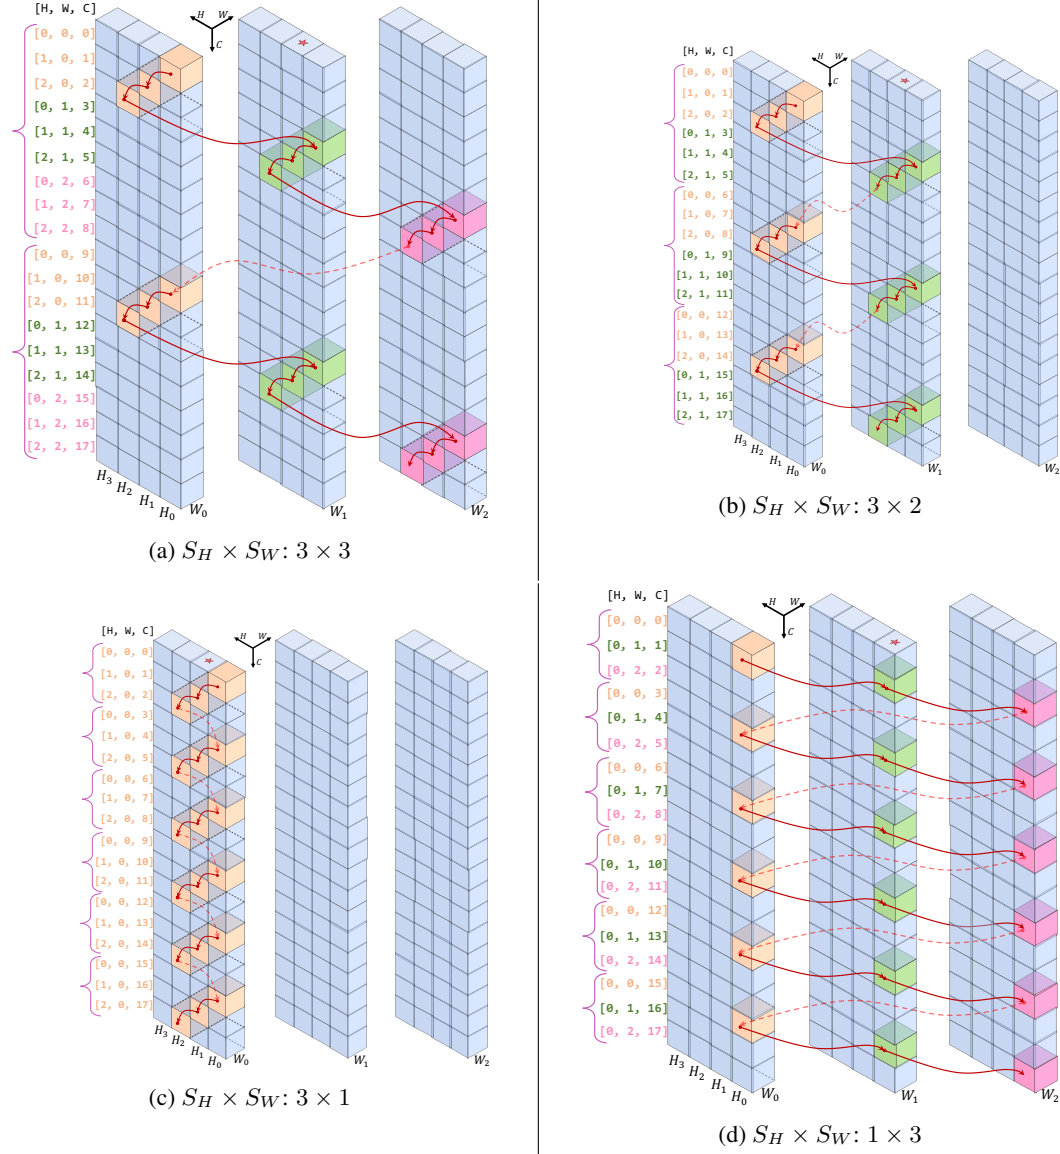 [H, W, C]
[0, 0, 0]
[1, 0, 1]
[2, 0, 2]
[0, 1, 3]
[1, 1, 4]
[2, 1, 5]
[0, 2, 6]
[1, 2, 7]
[2, 2, 8]
[0, 0, 9]
[1, 0, 10]
[2, 0, 11]
[0, 1, 12]
[1, 1, 13]
[2, 1, 14]
[0, 2, 15]
[1, 2, 16]
[2, 2, 17]
H W
C
H₃ H₂ H₁ H₀ W₀ W₁ W₂
(a) S_H × S_W: 3 × 3
[H, W, C]
[0, 0, 0]
[1, 0, 1]
[2, 0, 2]
[0, 1, 3]
[1, 1, 4]
[2, 1, 5]
[0, 0, 6]
[1, 0, 7]
[2, 0, 8]
[0, 1, 9]
[1, 1, 10]
[2, 1, 11]
[0, 0, 12]
[1, 0, 13]
[2, 0, 14]
[0, 1, 15]
[1, 1, 16]
[2, 1, 17]
H W
C
H₃ H₂ H₁ H₀ W₀ W₁ W₂
(b) S_H × S_W: 3 × 2
[H, W, C]
[0, 0, 0]
[1, 0, 1]
[2, 0, 2]
[0, 0, 3]
[1, 0, 4]
[2, 0, 5]
[0, 0, 6]
[1, 0, 7]
[2, 0, 8]
[0, 0, 9]
[1, 0, 10]
[2, 0, 11]
[0, 0, 12]
[1, 0, 13]
[2, 0, 14]
[0, 0, 15]
[1, 0, 16]
[2, 0, 17]
H W
C
H₃ H₂ H₁ H₀ W₀ W₁ W₂
(c) S_H × S_W: 3 × 1
[H, W, C]
[0, 0, 0]
[0, 1, 1]
[0, 2, 2]
[0, 0, 3]
[0, 1, 4]
[0, 2, 5]
[0, 0, 6]
[0, 1, 7]
[0, 2, 8]
[0, 0, 9]
[0, 1, 10]
[0, 2, 11]
[0, 0, 12]
[0, 1, 13]
[0, 2, 14]
[0, 0, 15]
[0, 1, 16]
[0, 2, 17]
H W
C
H₃ H₂ H₁ H₀ W₀ W₁ W₂
(d) S_H × S_W: 1 × 3